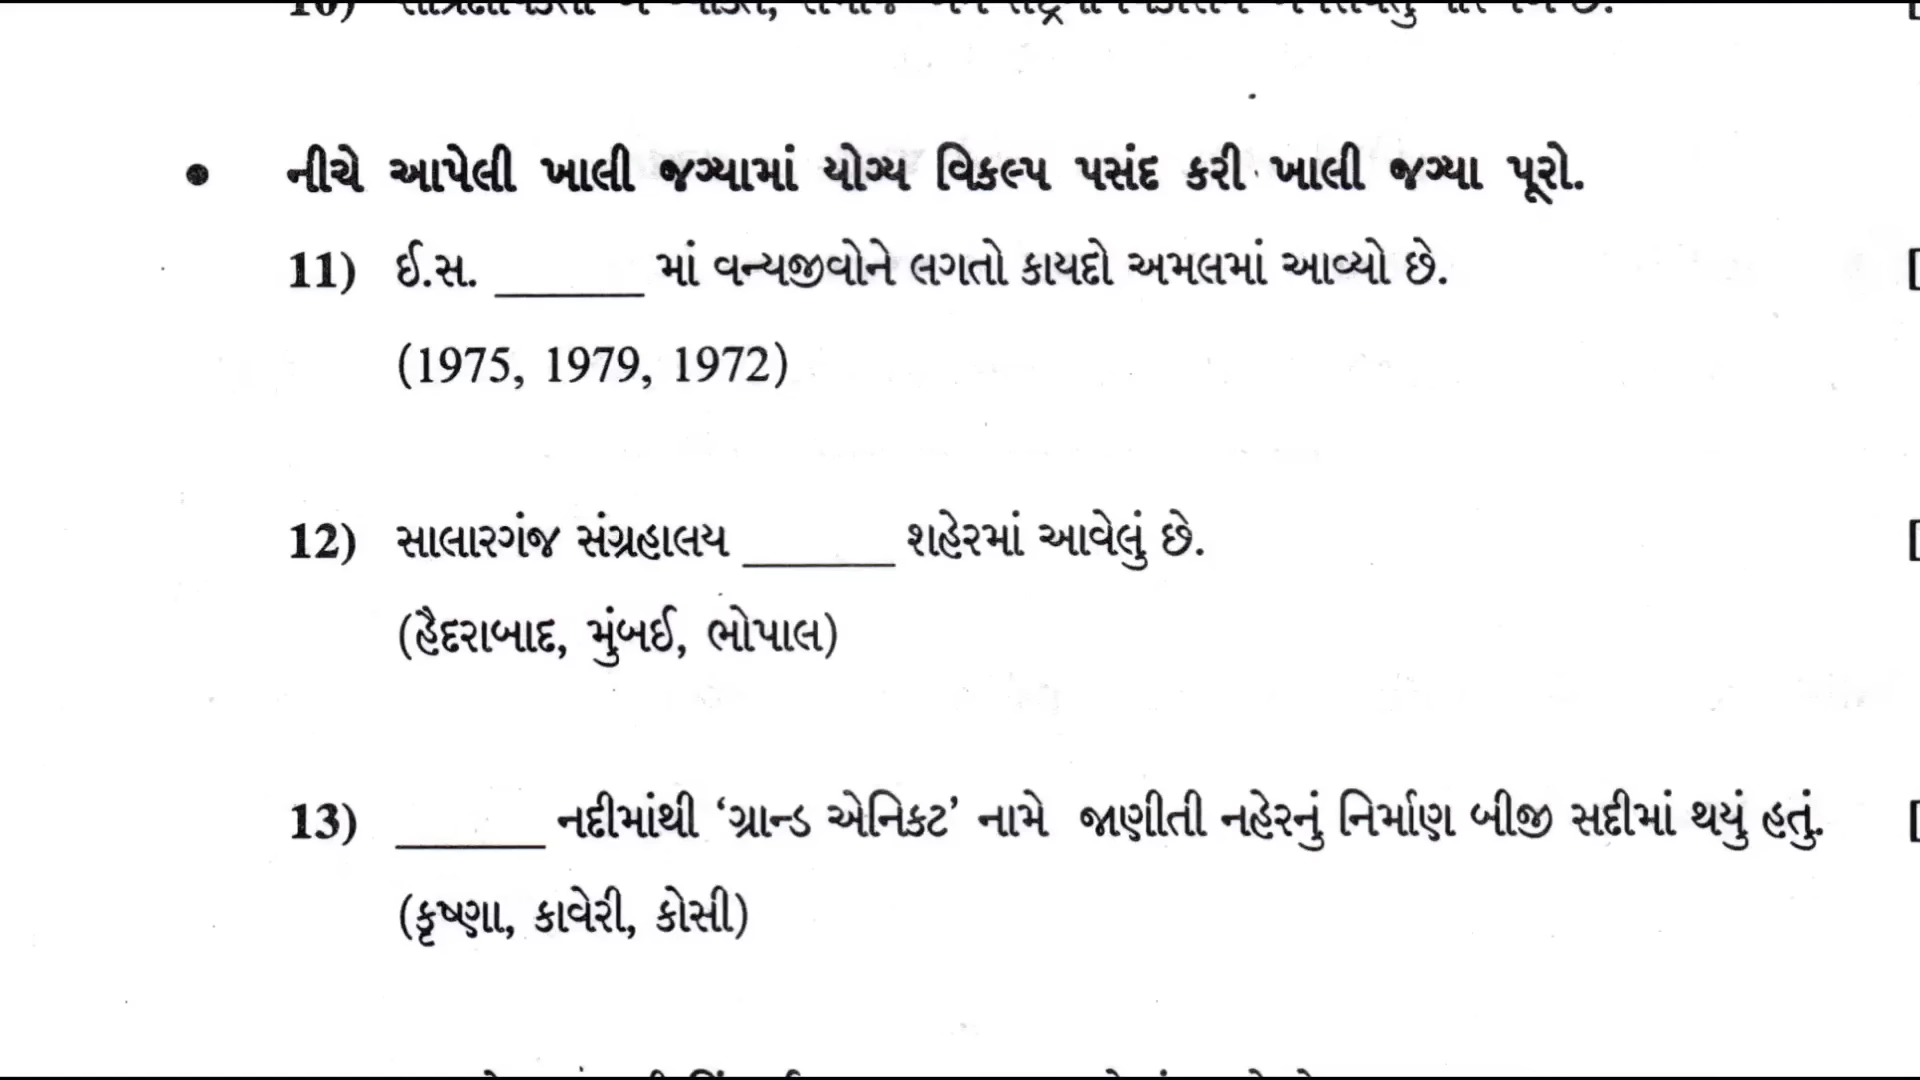 ● નીચે આપેલી ખાલી જગ્યામાં યોગ્ય વિકલ્પ પસંદ કરી ખાલી જગ્યા પૂરો.
11) ઈ.સ. ______ માં વન્યજીવોને લગતો કાયદો અમલમાં આવ્યો છે. [
(1975, 1979, 1972)
12) સાલારગંજ સંગ્રહાલય ______ શહેરમાં આવેલું છે. [
(હૈદરાબાદ, મુંબઈ, ભોપાલ)
13) ______ નદીમાંથી ‘ગ્રાન્ડ એનિકટ’ નામે જાણીતી નહેરનું નિર્માણ બીજી સદીમાં થયું હતું. [
(કૃષ્ણા, કાવેરી, કોસી)